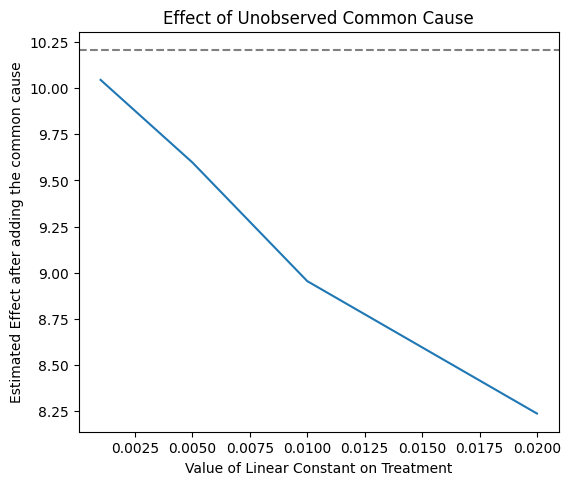 Effect of Unobserved Common Cause
Estimated Effect after adding the common cause
10.25
10.00
9.75
9.50
9.25
9.00
8.75
8.50
8.25
0.0025 0.0050 0.0075 0.0100 0.0125 0.0150 0.0175 0.0200
Value of Linear Constant on Treatment